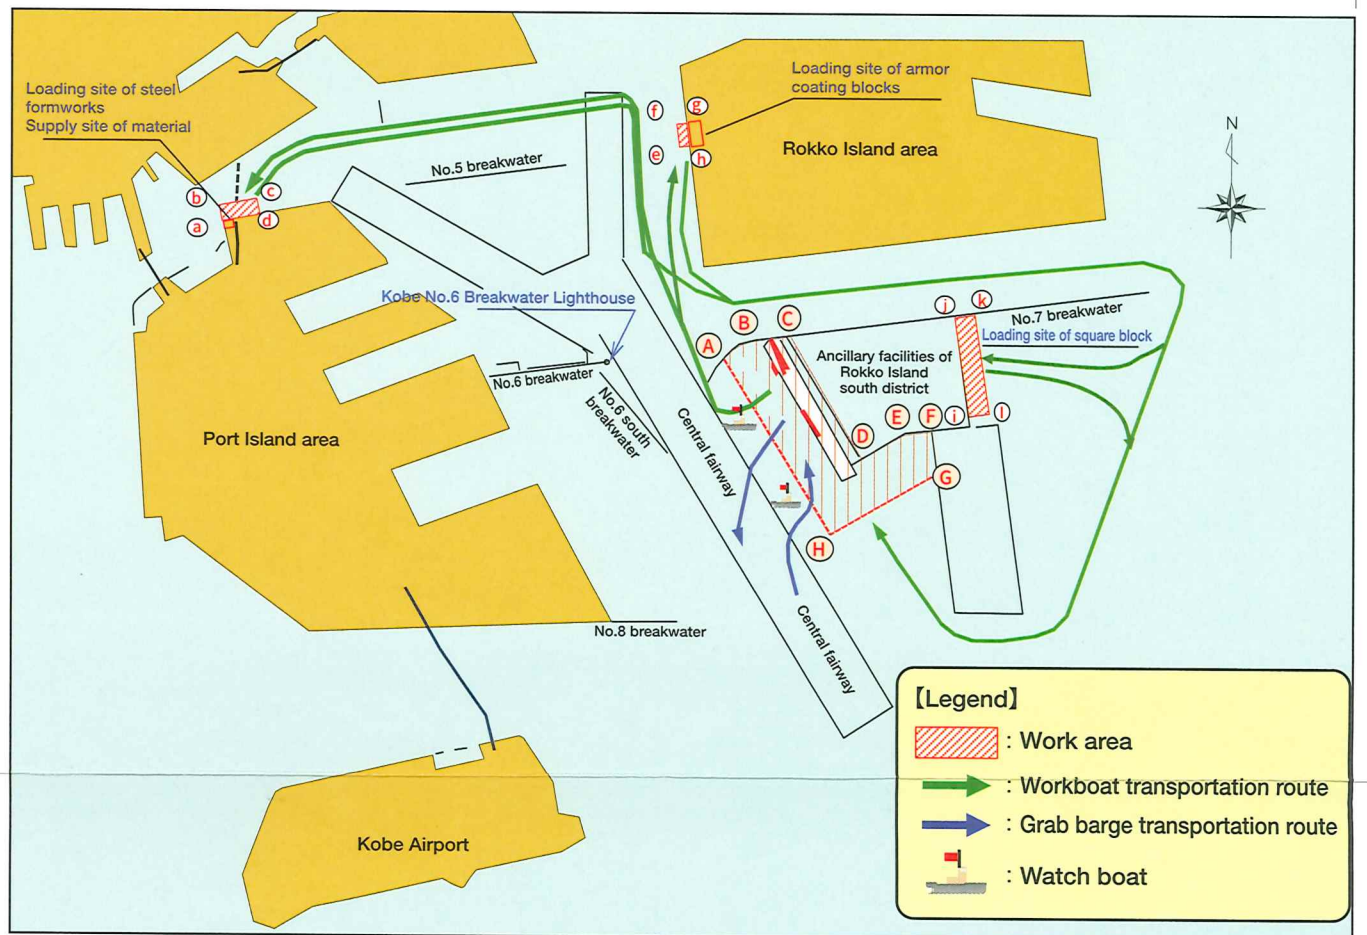 Loading site of steel
formworks
Supply site of material
Loading site of armor
coating blocks
N
f
g
e
h
No.5 breakwater
Rokko Island area
b
c
a
d
Kobe No.6 Breakwater Lighthouse
j
k
No.7 breakwater
Loading site of square block
A
B
C
Ancillary facilities of
Rokko Island
south district
No.6 breakwater
No.6 south
breakwater
Central fairway
D
E
F
i
l
G
H
Port Island area
Central fairway
No.8 breakwater
Kobe Airport
【Legend】
: Work area
: Workboat transportation route
: Grab barge transportation route
: Watch boat